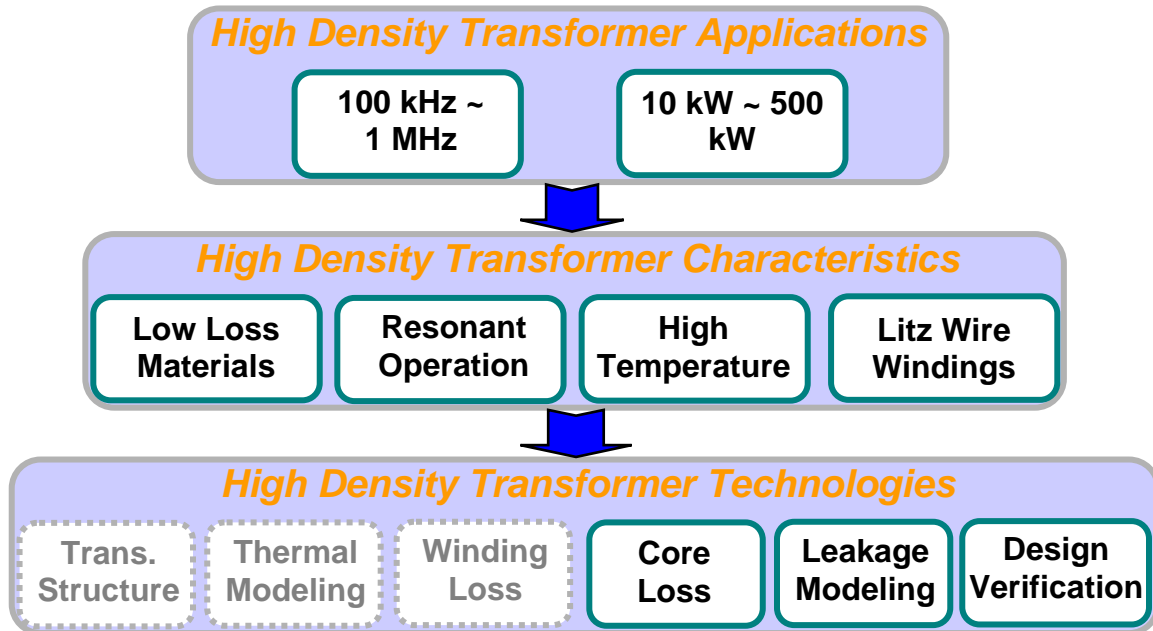 High Density Transformer Applications
100 kHz ~
1 MHz
10 kW ~ 500
kW
High Density Transformer Characteristics
Low Loss
Materials
Resonant
Operation
High
Temperature
Litz Wire
Windings
High Density Transformer Technologies
Trans.
Structure
Thermal
Modeling
Winding
Loss
Core
Loss
Leakage
Modeling
Design
Verification